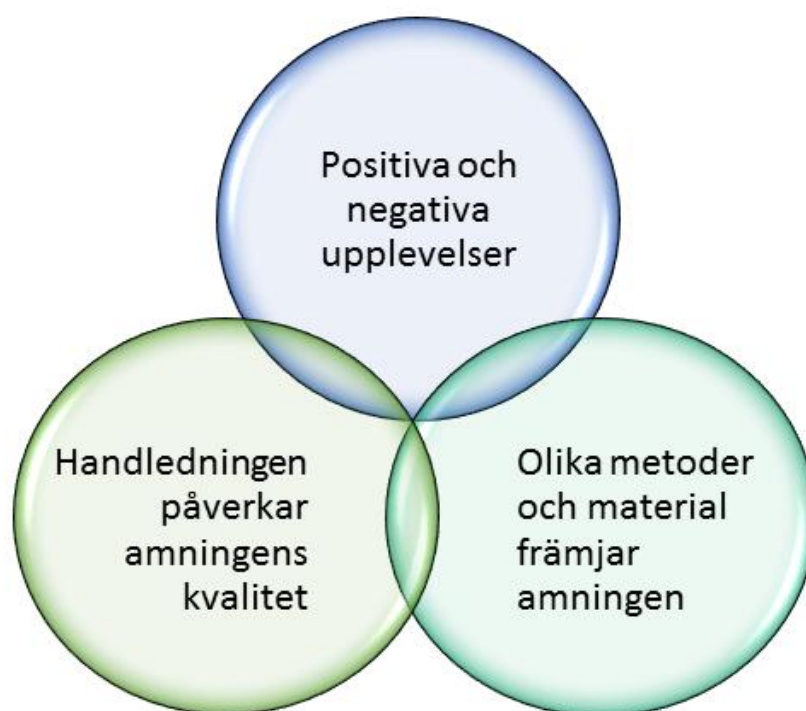 Positiva och
negativa
upplevelser
Handledningen
påverkar
amningens
kvalitet
Olika metoder
och material
främjar
amningen